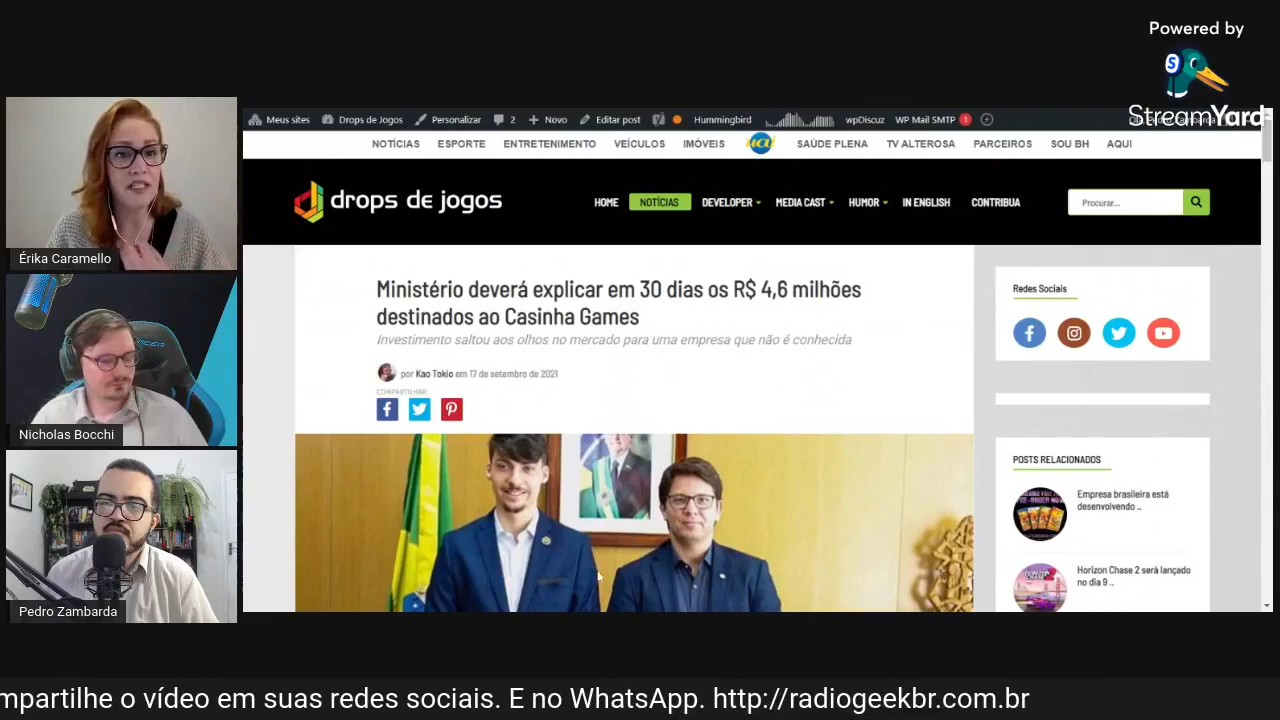 Powered by
StreamYard
Meus sites Drops de Jogos Personalizar 2 Novo Editar post Hummingbird wpDiscuz WP Mail SMTP 1
NOTÍCIAS ESPORTE ENTRETENIMENTO VEÍCULOS IMÓVEIS UAI SAÚDE PLENA TV ALTEROSA PARCEIROS SOU BH AQUI
drops de jogos HOME NOTÍCIAS DEVELOPER MEDIA CAST HUMOR IN ENGLISH CONTRIBUA Procurar...
Ministério deverá explicar em 30 dias os R$ 4,6 milhões
destinados ao Casinha Games
Investimento saltou aos olhos no mercado para uma empresa que não é conhecida
por Kao Tokio em 17 de setembro de 2021
COMPARTILHAR:
Redes Sociais
POSTS RELACIONADOS
Empresa brasileira está
desenvolvendo ..
Horizon Chase 2 será lançado
no dia 9 ..
Érika Caramello
Nicholas Bocchi
Pedro Zambarda
mpartilhe o vídeo em suas redes sociais. E no WhatsApp. http://radiogeekbr.com.br